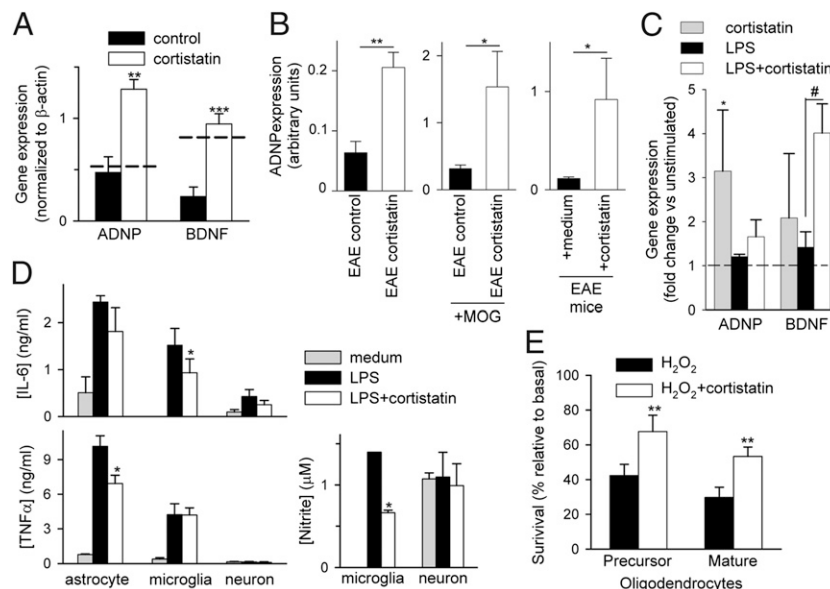 A
control
cortistatin
Gene expression
(normalized to β-actin)
1
0
**
***
ADNP
BDNF
B
ADNPexpression
(arbitrary units)
0.2
0.1
0
**
EAE control
EAE cortistatin
2
1
0
*
EAE control
EAE cortistatin
+MOG
2
1
0
*
+medium
+cortistatin
EAE
mice
C
cortistatin
LPS
LPS+cortistatin
Gene expression
(fold change vs unstimulated)
5
4
3
2
1
0
*
#
ADNP
BDNF
D
[IL-6] (ng/ml)
2
1
0
*
medum
LPS
LPS+cortistatin
[TNFα] (ng/ml)
9
6
3
0
*
astrocyte
microglia
neuron
[Nitrite] (μM)
1
0
*
microglia
neuron
E
H2O2
H2O2+cortistatin
Surivival (% relative to basal)
100
80
60
40
20
0
**
**
Precursor
Mature
Oligodendrocytes